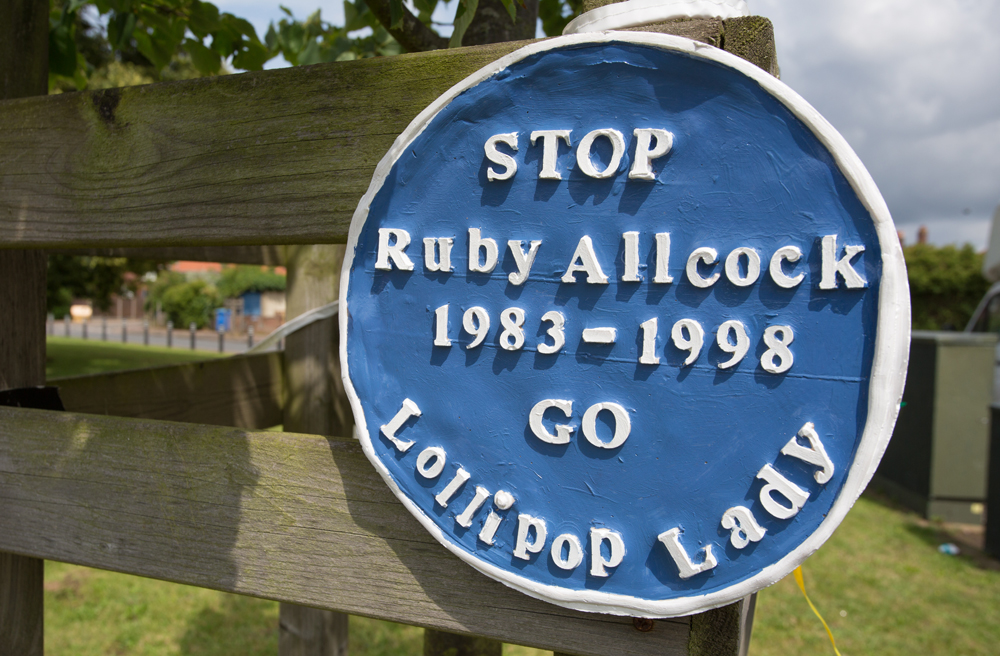 STOP
Ruby Allcock
1983-1998
GO
Lollipop Lady